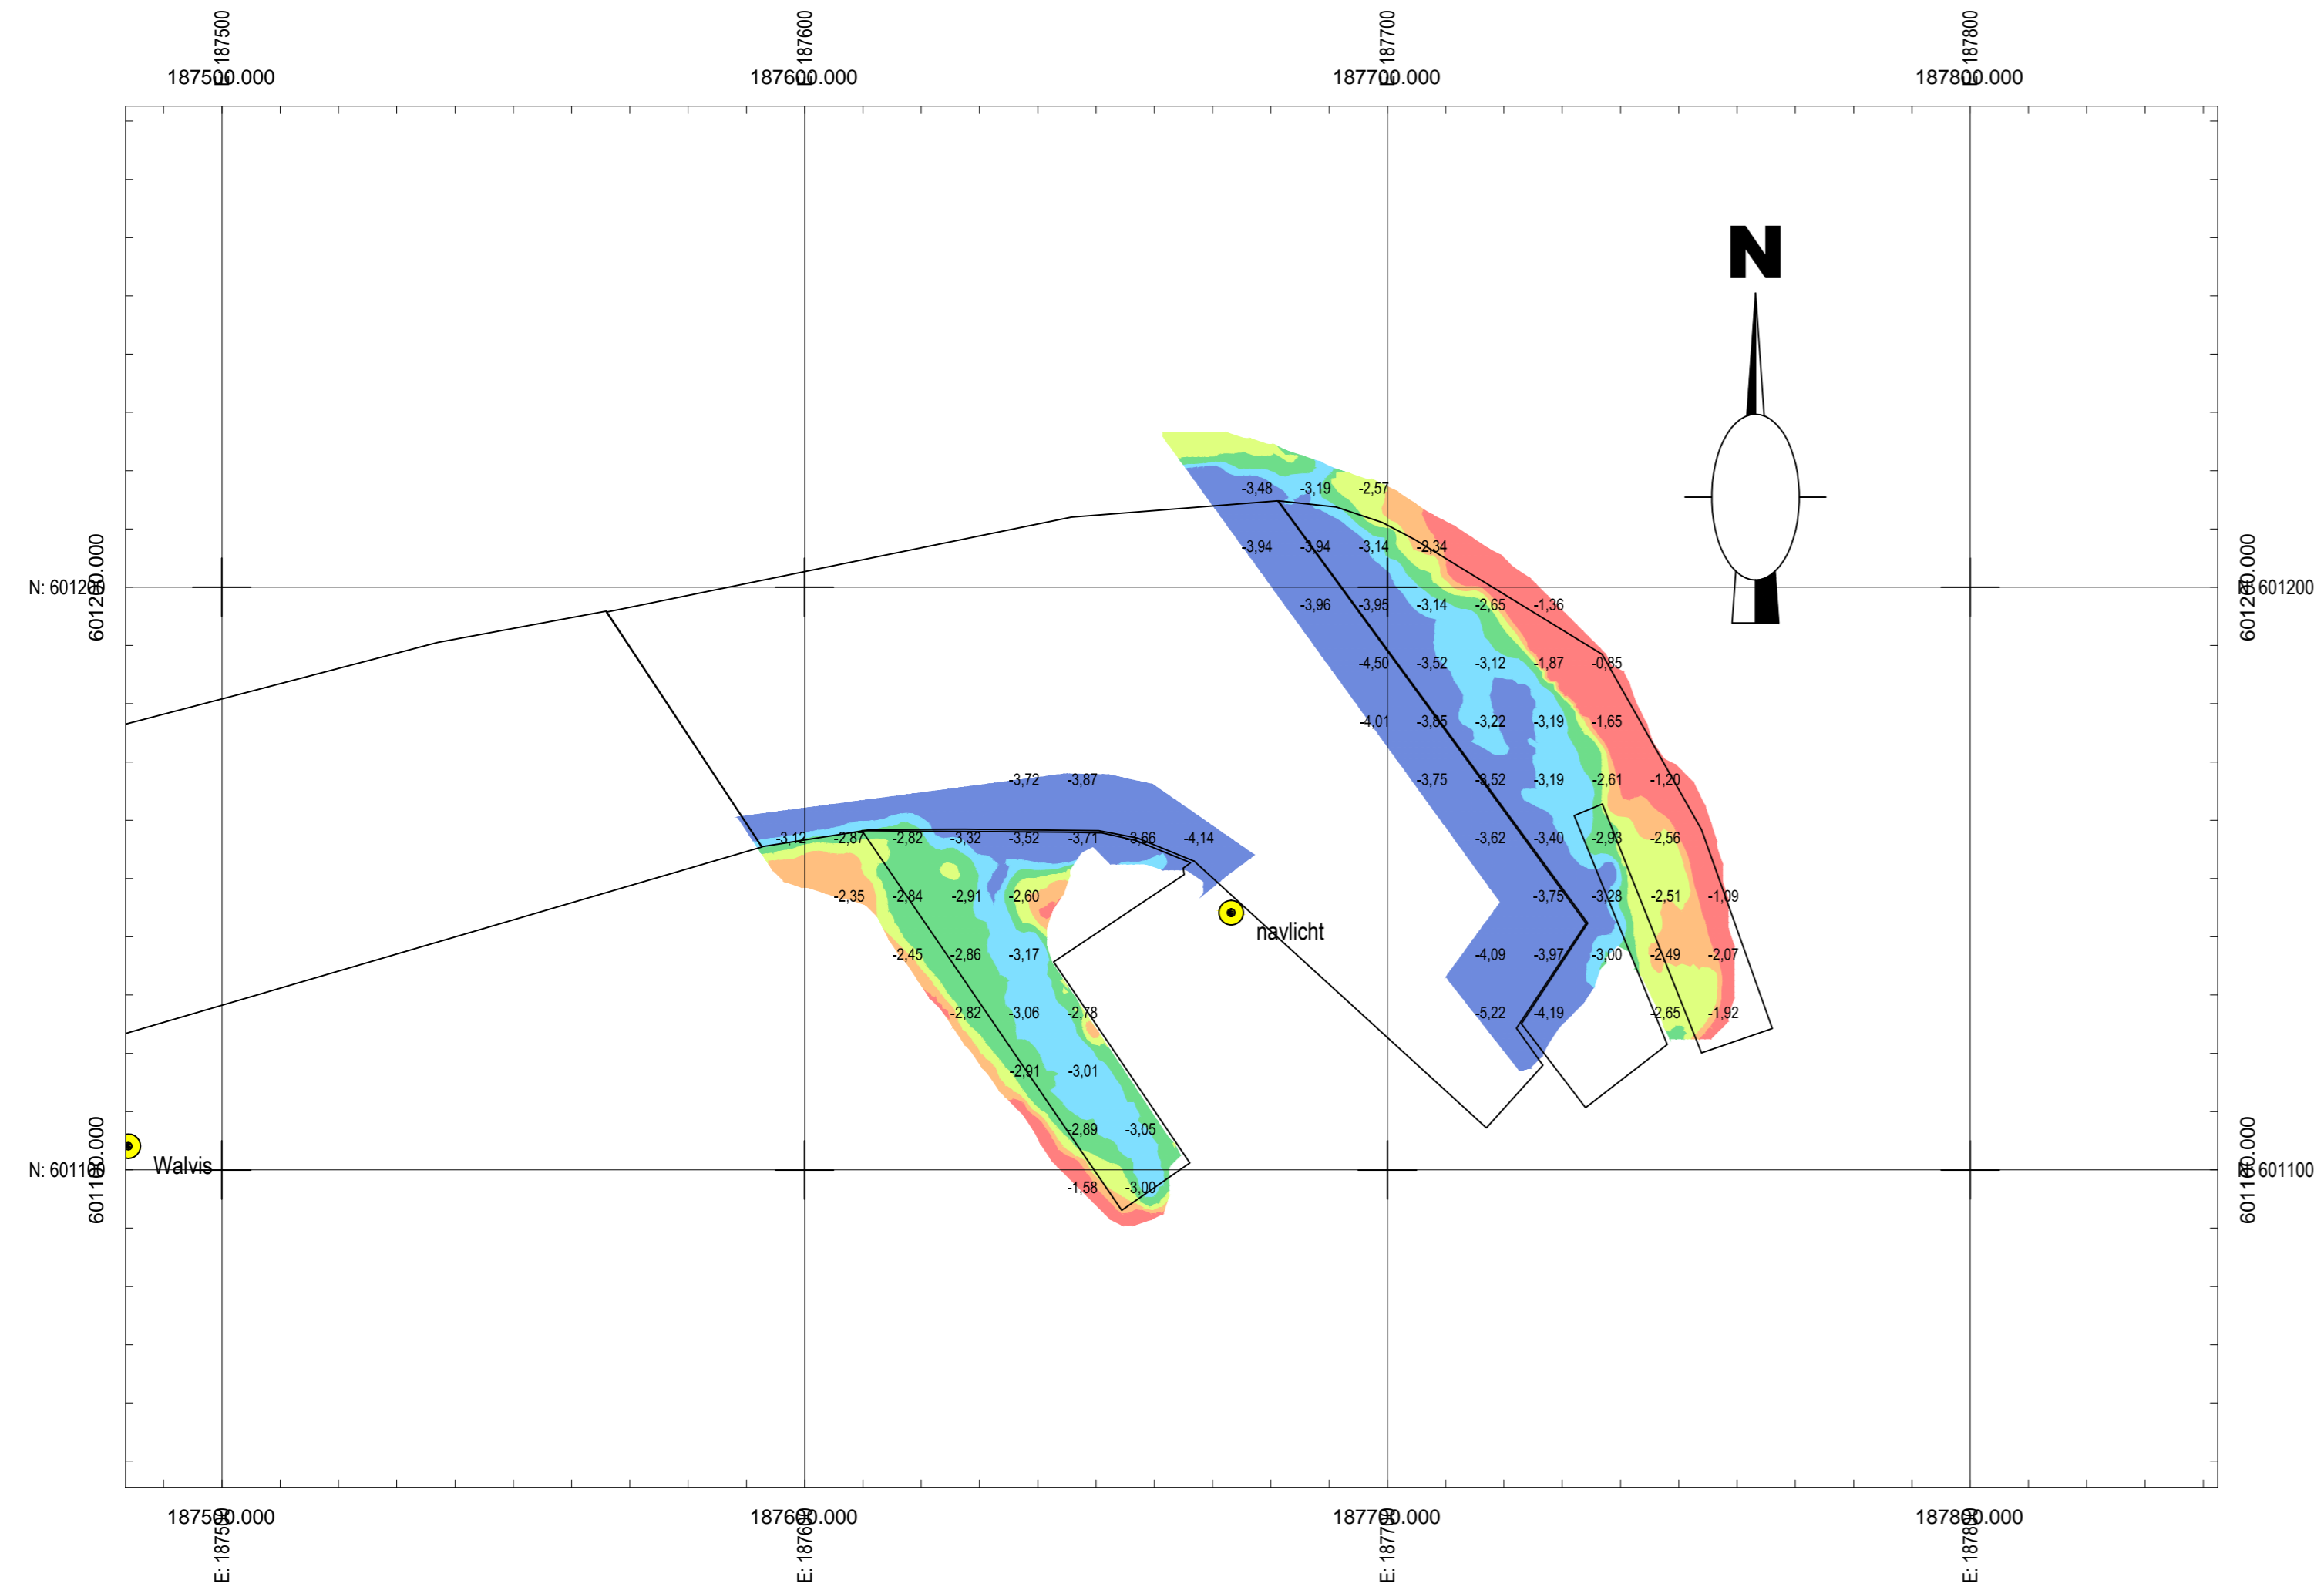 E: 187500 E: 187600 E: 187700 E: 187800
187500.000 187600.000 187700.000 187800.000
N
-3,48 -3,19 -2,57
-3,94 -3,94 -3,14 -2,34
N: 601200 N: 601200
601200.000 601200.000
-3,96 -3,95 -3,14 -2,65 -1,36
-4,50 -3,52 -3,12 -1,87 -0,85
-4,01 -3,85 -3,22 -3,19 -1,65
-3,72 -3,87 -3,75 -3,52 -3,19 -2,61 -1,20
-3,12 -2,87 -2,82 -3,32 -3,52 -3,71 -3,66 -4,14 -3,62 -3,40 -2,93 -2,56
-2,35 -2,84 -2,91 -2,60 -3,75 -3,28 -2,51 -1,09
navlicht
-2,45 -2,86 -3,17 -4,09 -3,97 -3,00 -2,49 -2,07
-2,82 -3,06 -2,78 -5,22 -4,19 -2,65 -1,92
-2,91 -3,01
-2,89 -3,05
Walvis
N: 601100 N: 601100
601100.000 601100.000
-1,58 -3,00
187500.000 187600.000 187700.000 187800.000
E: 187500 E: 187600 E: 187700 E: 187800